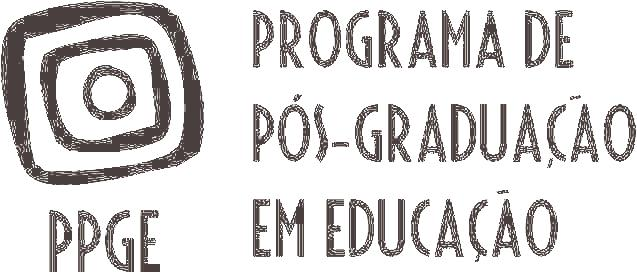 PROGRAMA DE
PÓS-GRADUAÇÃO
EM EDUCAÇÃO
PPGE